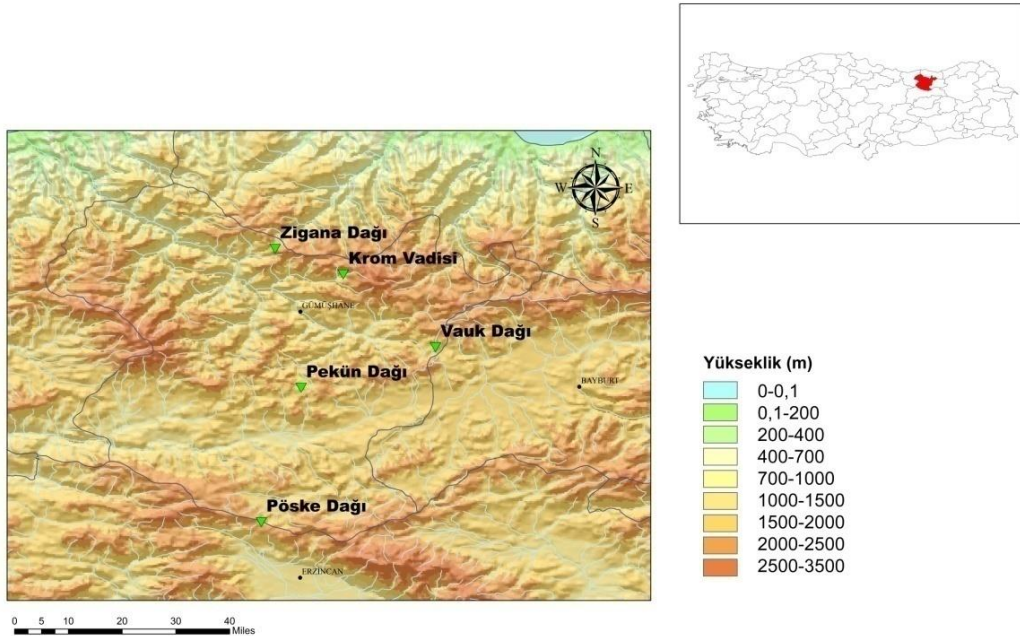 N
W E
S
Zigana Dağı
Krom Vadisi
GÜMÜŞHANE
Vauk Dağı
Pekün Dağı
BAYBURT
Pöske Dağı
ERZİNCAN
0 5 10 20 30 40
Miles
Yükseklik (m)
0-0,1
0,1-200
200-400
400-700
700-1000
1000-1500
1500-2000
2000-2500
2500-3500